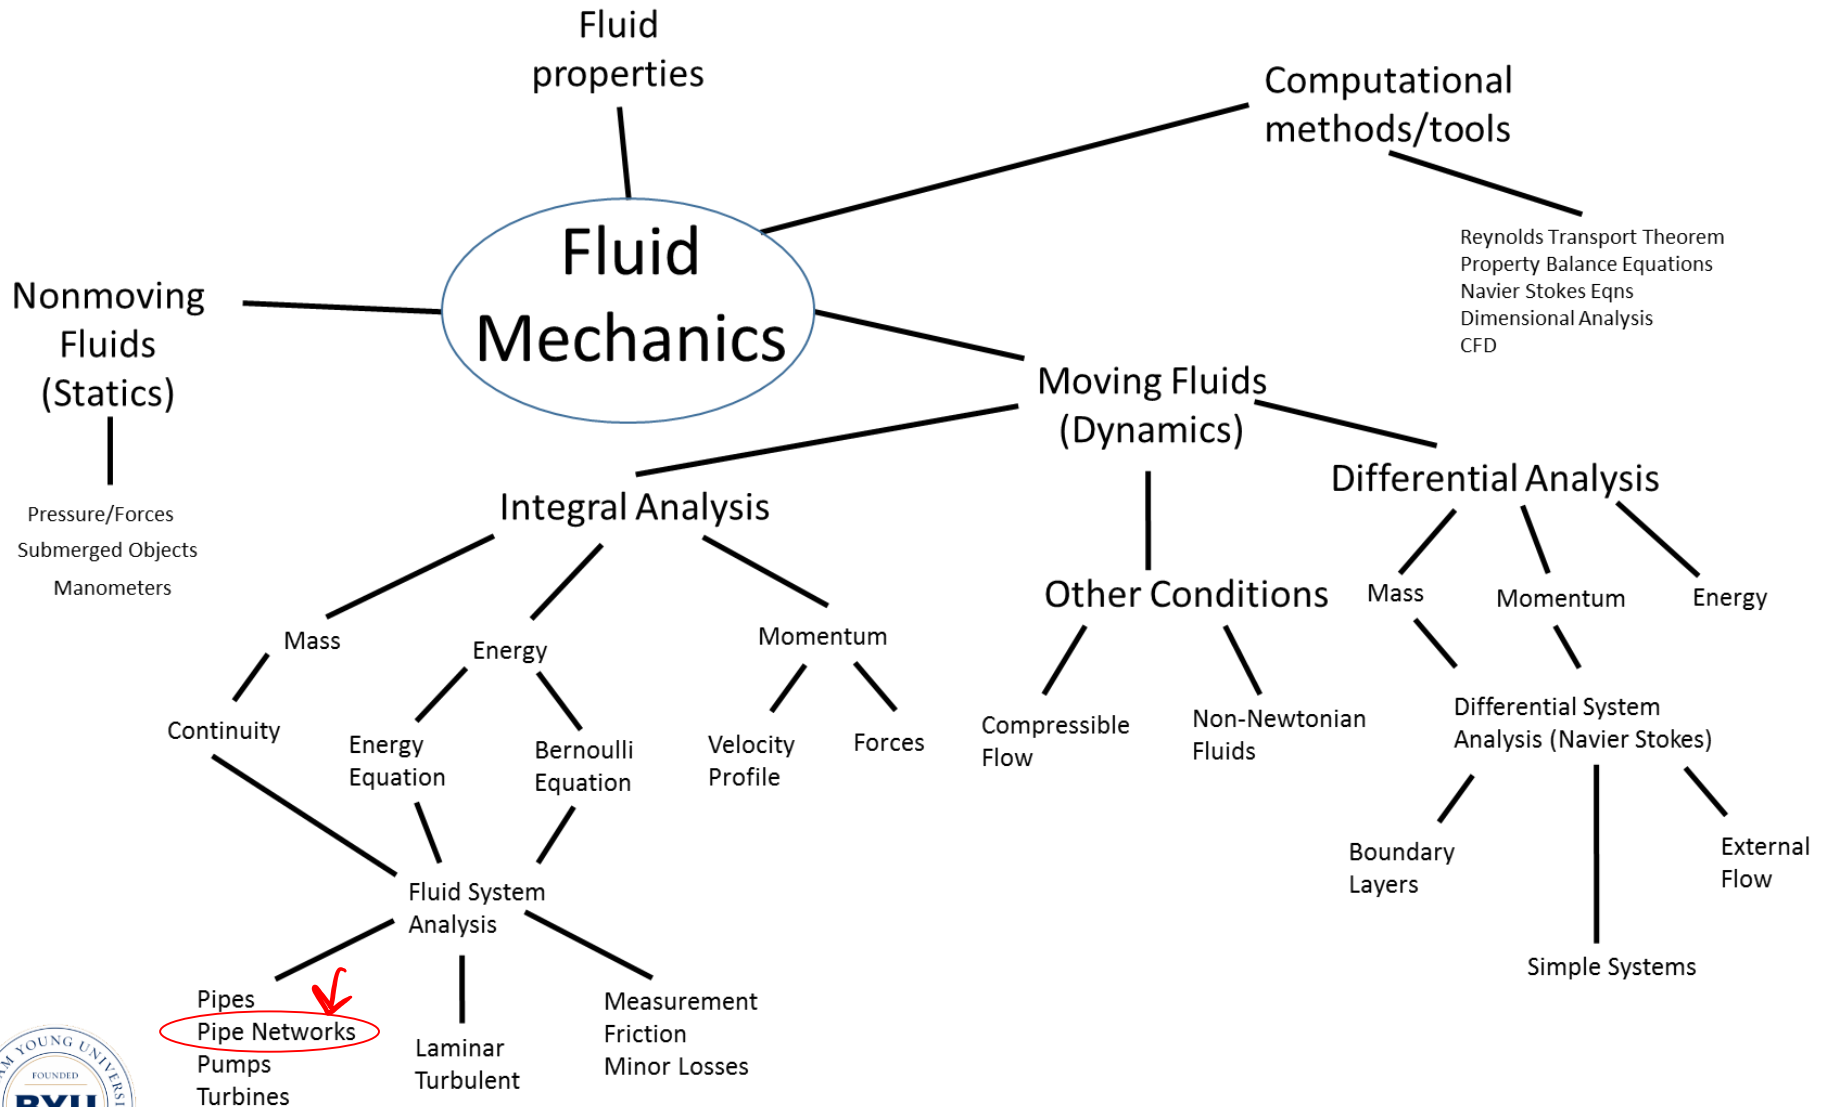 Fluid
properties
Computational
methods/tools
Reynolds Transport Theorem
Property Balance Equations
Navier Stokes Eqns
Dimensional Analysis
CFD
Fluid
Mechanics
Nonmoving
Fluids
(Statics)
Pressure/Forces
Submerged Objects
Manometers
Moving Fluids
(Dynamics)
Integral Analysis
Mass
Continuity
Energy
Energy
Equation
Bernoulli
Equation
Momentum
Velocity
Profile
Forces
Fluid System
Analysis
Pipes
Pipe Networks
Pumps
Turbines
Laminar
Turbulent
Measurement
Friction
Minor Losses
Other Conditions
Compressible
Flow
Non-Newtonian
Fluids
Differential Analysis
Mass
Momentum
Energy
Differential System
Analysis (Navier Stokes)
Boundary
Layers
Simple Systems
External
Flow
YOUNG
FOUNDED
BYU